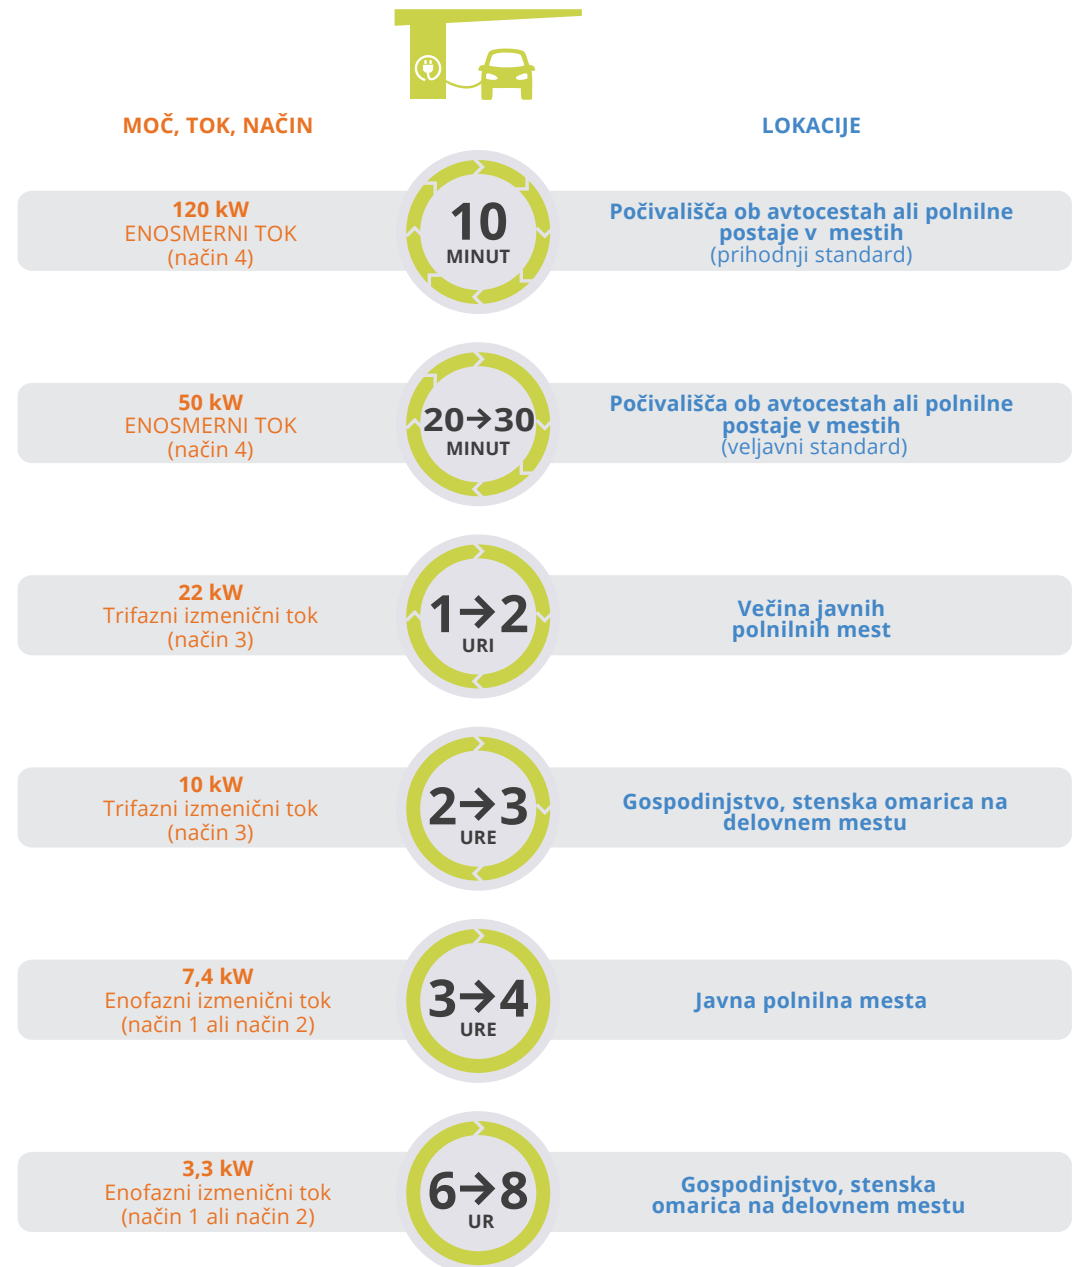 MOČ, TOK, NAČIN
LOKACIJE
120 kW
ENOSMERNI TOK
(način 4)
10
MINUT
Počivališča ob avtocestah ali polnilne
postaje v mestih
(prihodnji standard)
50 kW
ENOSMERNI TOK
(način 4)
20→30
MINUT
Počivališča ob avtocestah ali polnilne
postaje v mestih
(veljavni standard)
22 kW
Trifazni izmenični tok
(način 3)
1→2
URI
Večina javnih
polnilnih mest
10 kW
Trifazni izmenični tok
(način 3)
2→3
URE
Gospodinjstvo, stenska omarica na
delovnem mestu
7,4 kW
Enofazni izmenični tok
(način 1 ali način 2)
3→4
URE
Javna polnilna mesta
3,3 kW
Enofazni izmenični tok
(način 1 ali način 2)
6→8
UR
Gospodinjstvo, stenska
omarica na delovnem mestu